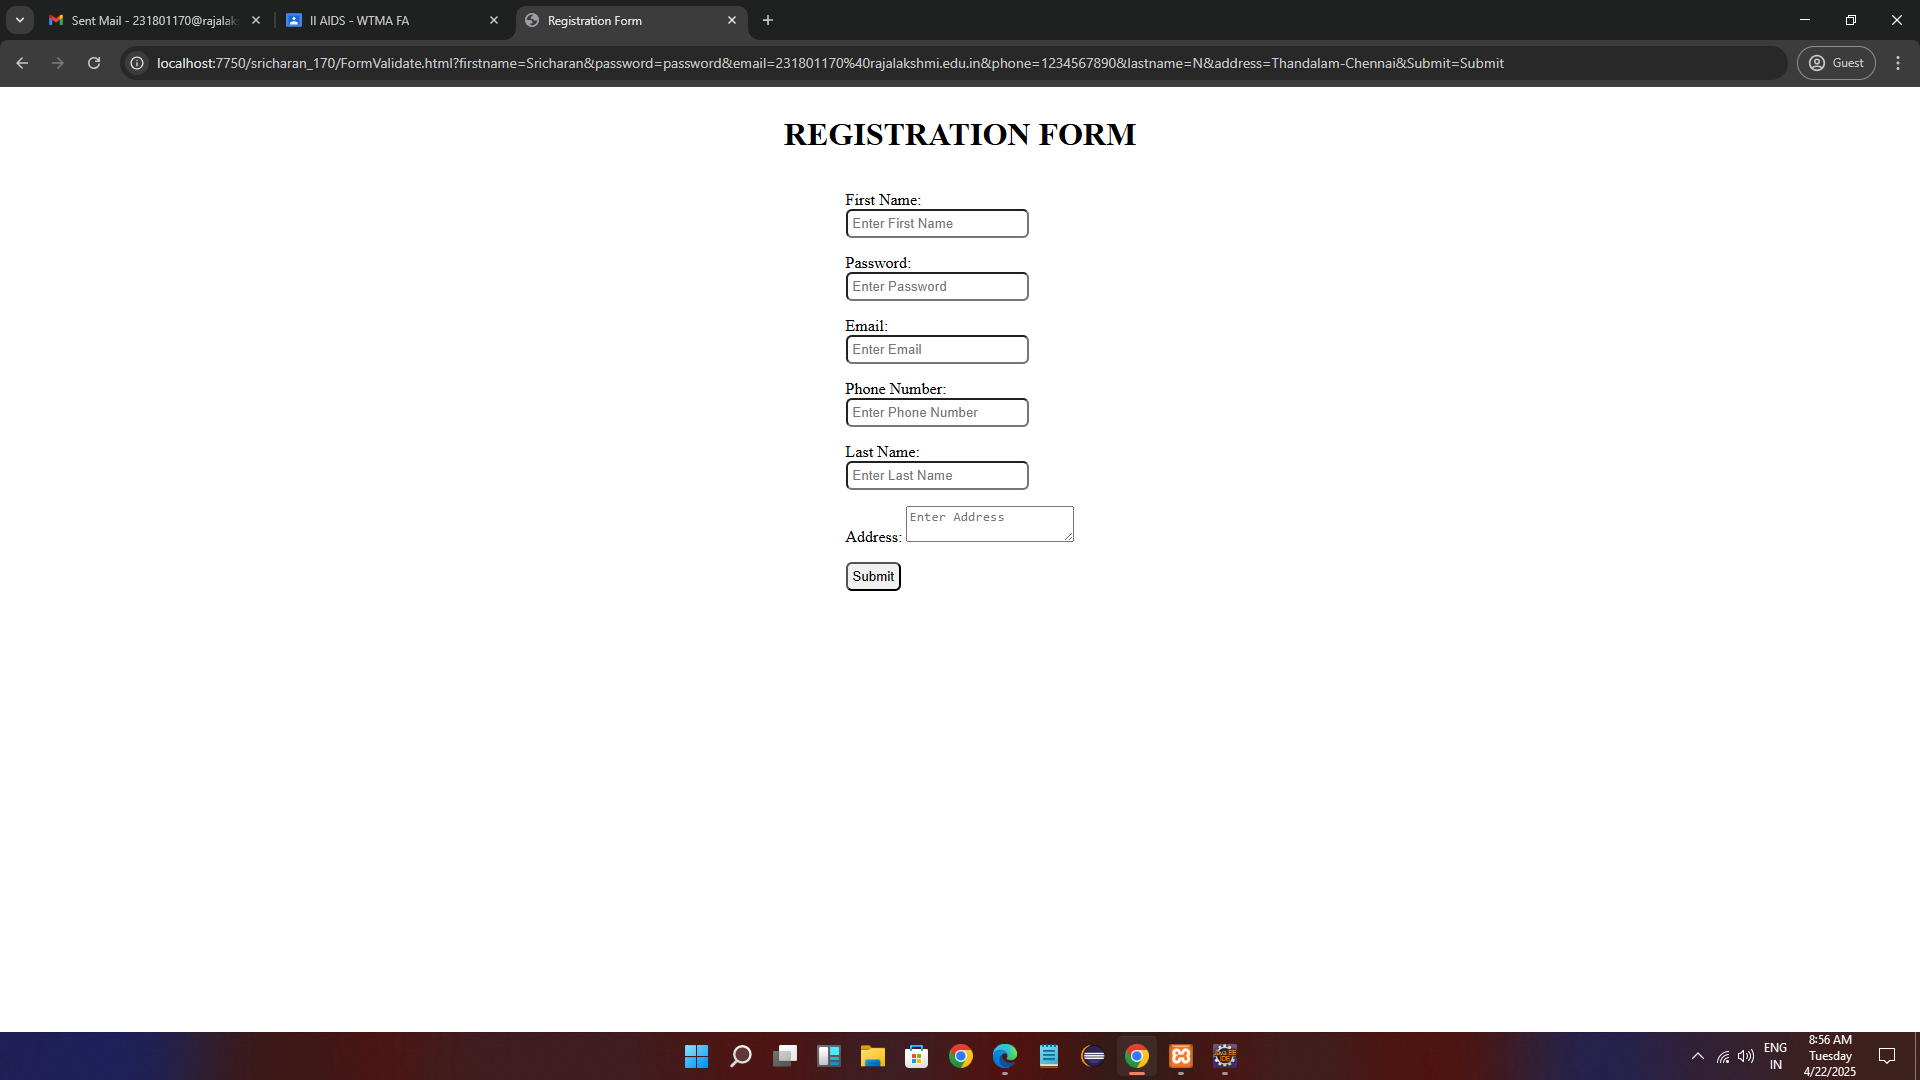 Sent Mail - 231801170@rajalak
II AIDS - WTMA FA
Registration Form
localhost:7750/sricharan_170/FormValidate.html?firstname=Sricharan&password=password&email=231801170%40rajalakshmi.edu.in&phone=1234567890&lastname=N&address=Thandalam-Chennai&Submit=Submit
Guest
REGISTRATION FORM
First Name:
Enter First Name
Password:
Enter Password
Email:
Enter Email
Phone Number:
Enter Phone Number
Last Name:
Enter Last Name
Enter Address
Address:
Submit
8:56 AM
ENG
Tuesday
IN
4/22/2025